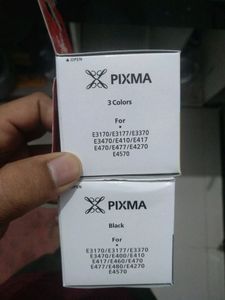 ▲OPEN
PIXMA
3 Colors
For
E3170/E3177/E3370
E3470/E410/E417
E470/E477/E4270
E4570
OPEN
PIXMA
Black
For
E3170/E3177/E3370
E3470/E400/E410
E417/E460/E470
E477/E480/E4270
E4570